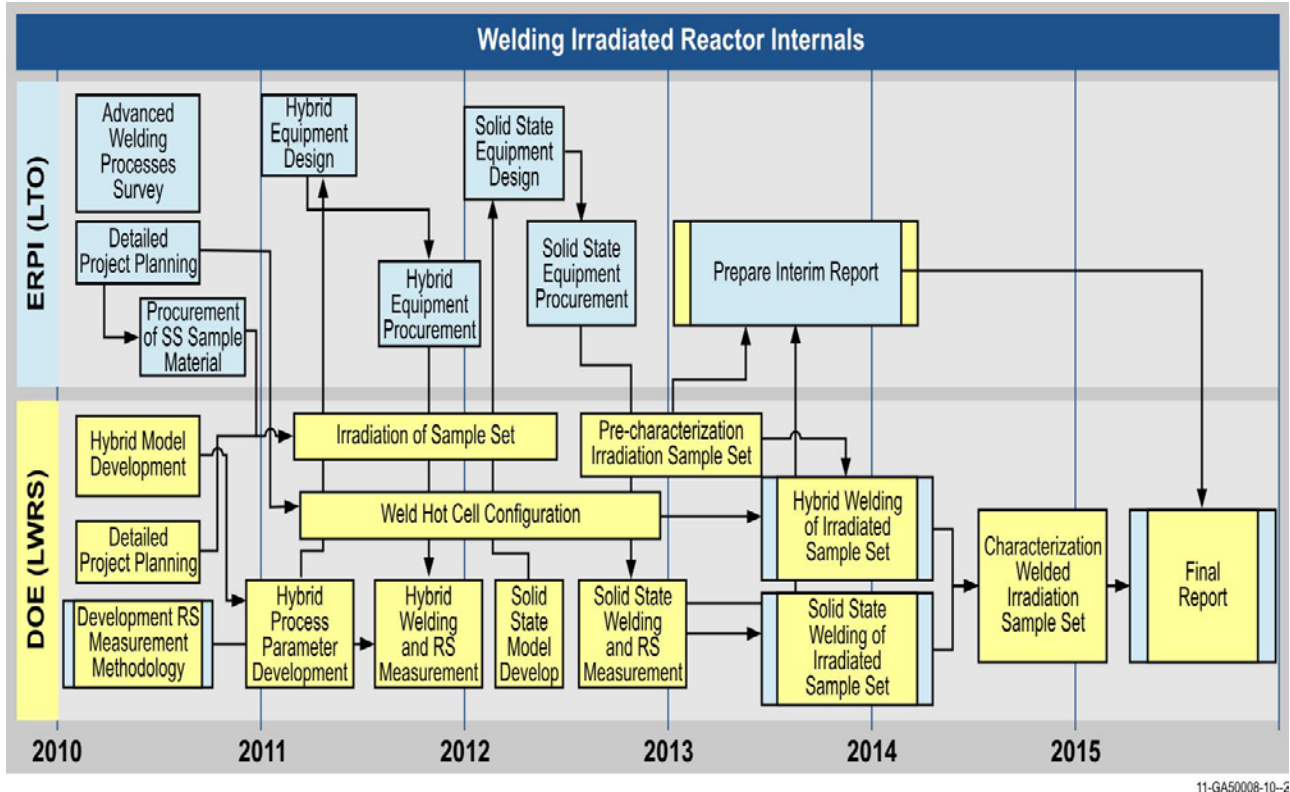 Welding Irradiated Reactor Internals
ERPI (LTO)
Advanced
Welding
Processes
Survey
Hybrid
Equipment
Design
Solid State
Equipment
Design
Detailed
Project Planning
Procurement
of SS Sample
Material
Hybrid
Equipment
Procurement
Solid State
Equipment
Procurement
Prepare Interim Report
DOE (LWRS)
Hybrid Model
Development
Irradiation of Sample Set
Pre-characterization
Irradiation Sample Set
Detailed
Project Planning
Weld Hot Cell Configuration
Hybrid Welding
of Irradiated
Sample Set
Characterization
Welded
Irradiation
Sample Set
Final
Report
Development RS
Measurement
Methodology
Hybrid
Process
Parameter
Development
Hybrid
Welding
and RS
Measurement
Solid
State
Model
Develop
Solid State
Welding
and RS
Measurement
Solid State
Welding of
Irradiated
Sample Set
2010 2011 2012 2013 2014 2015
11-GA50008-10--2